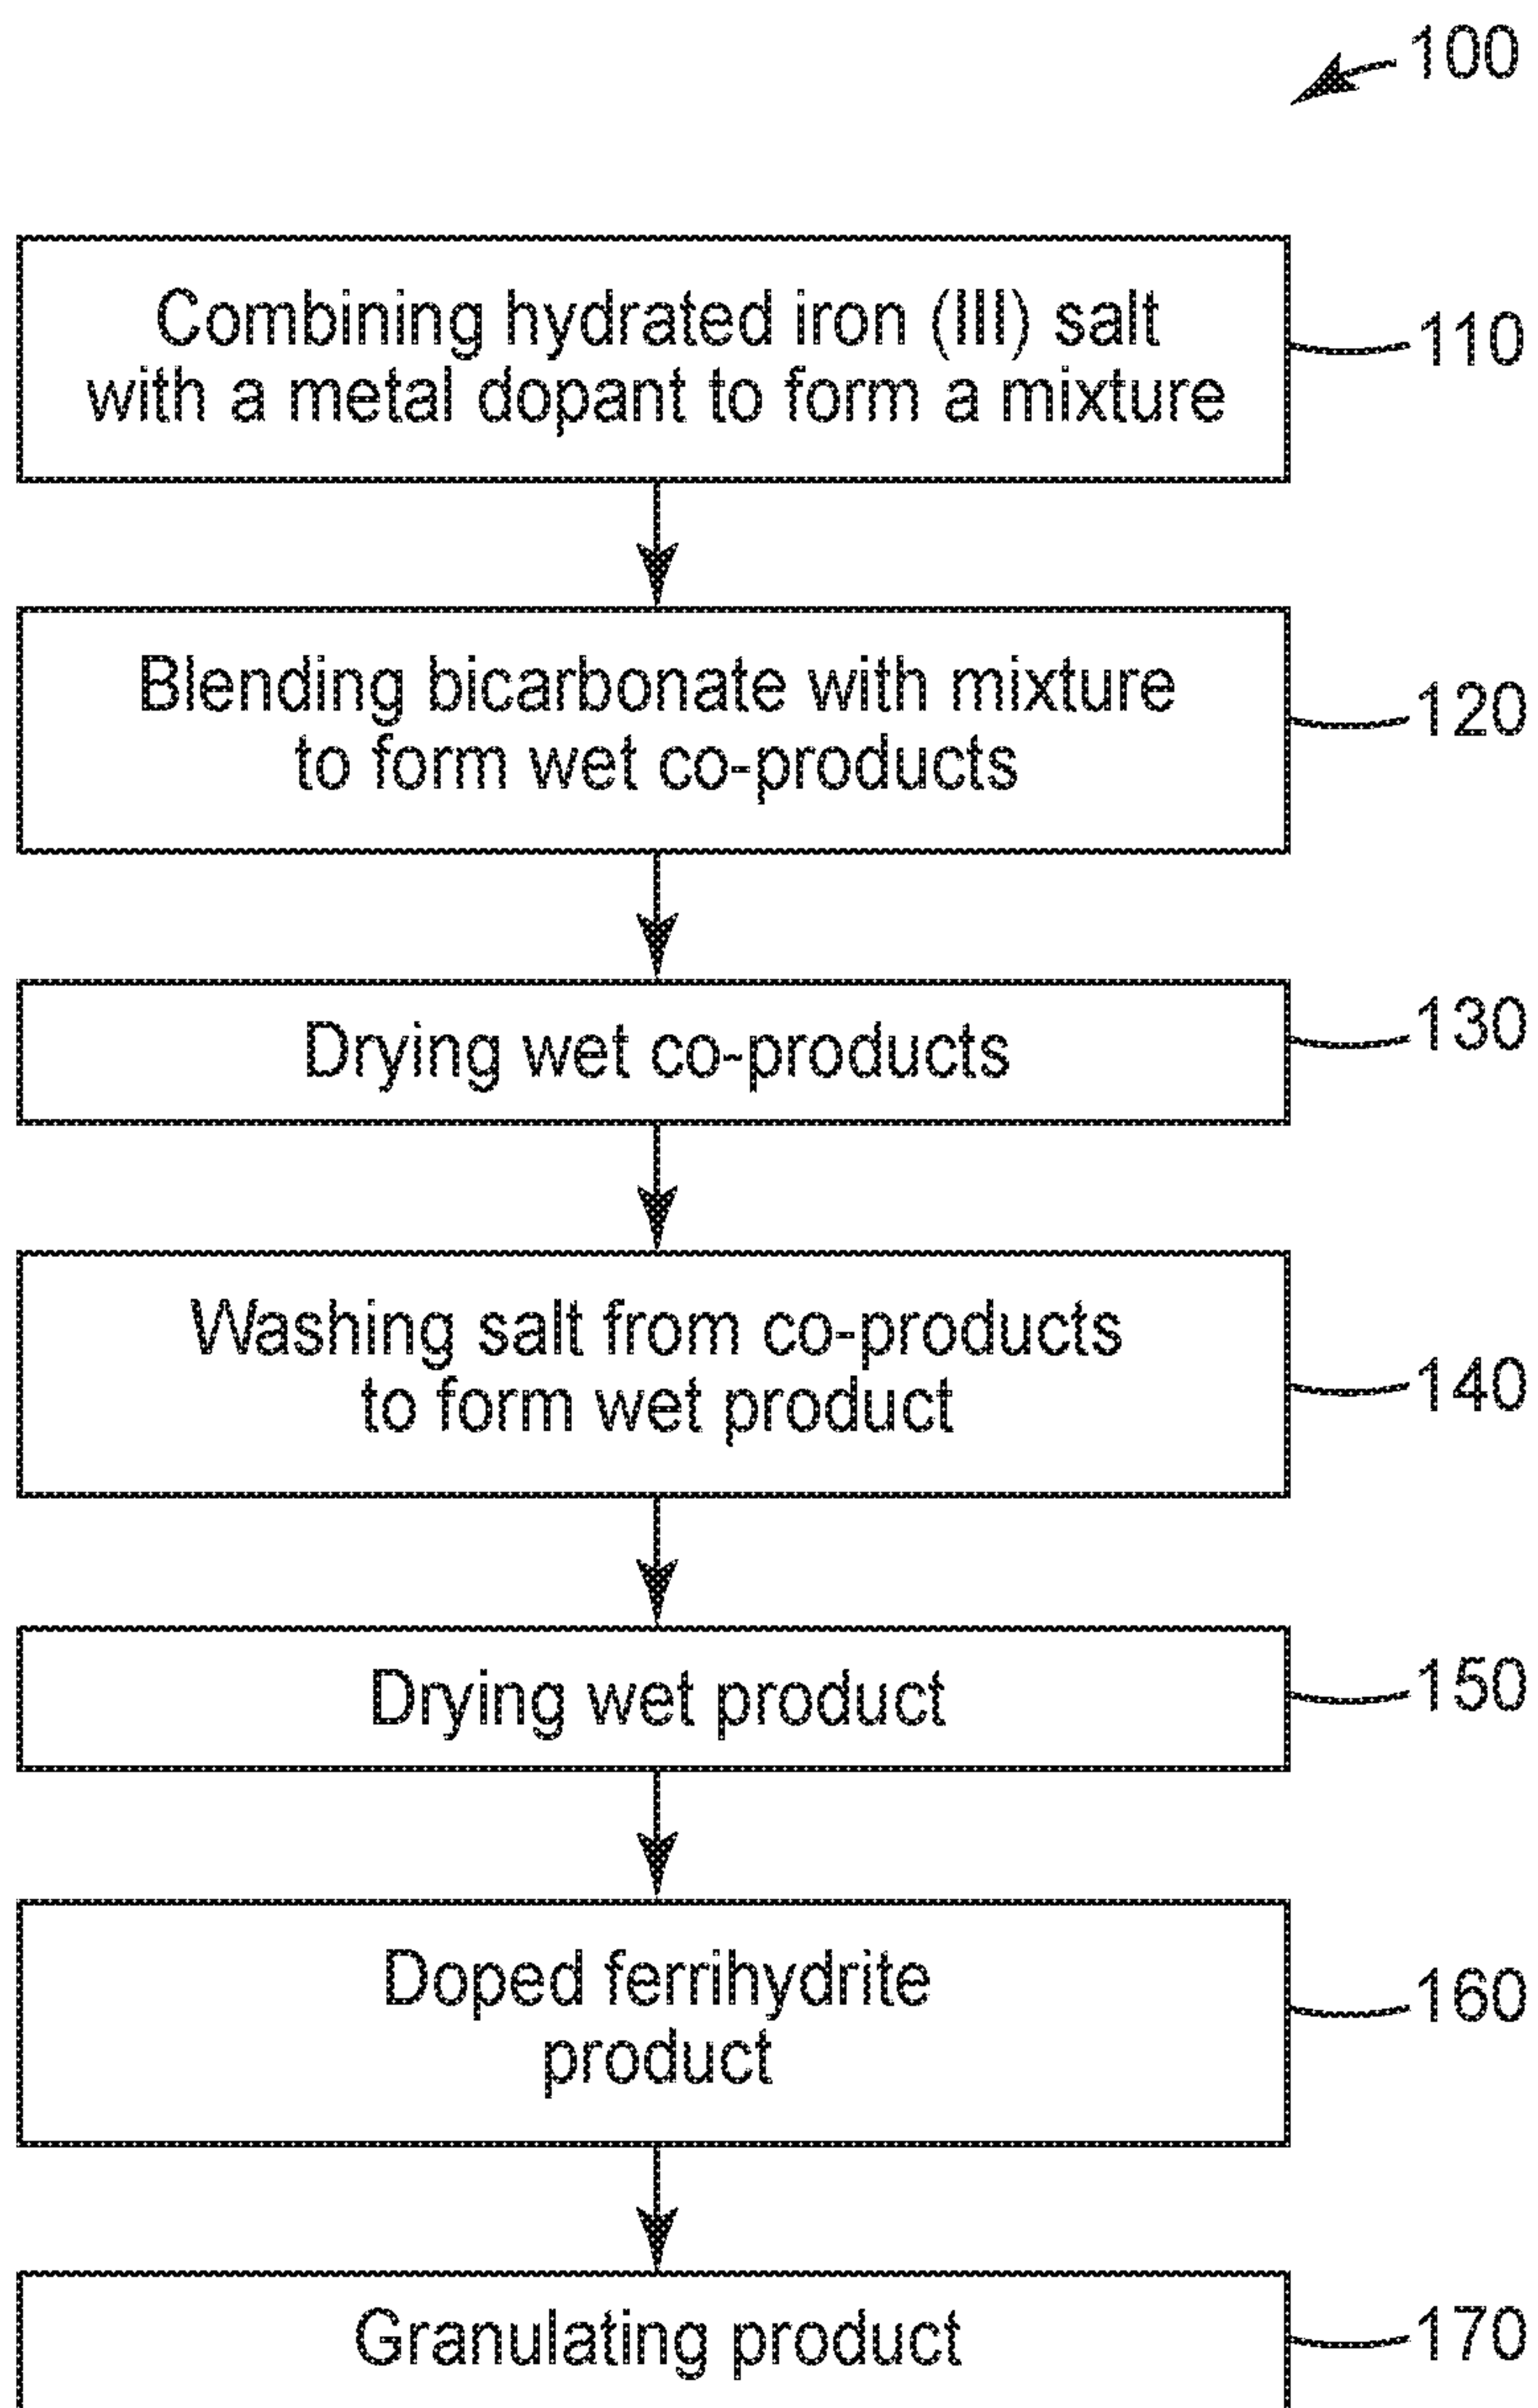 100
Combining hydrated iron (III) salt
with a metal dopant to form a mixture
110
Blending bicarbonate with mixture
to form wet co-products
120
Drying wet co-products
130
Washing salt from co-products
to form wet product
140
Drying wet product
150
Doped ferrihydrite
product
160
Granulating product
170